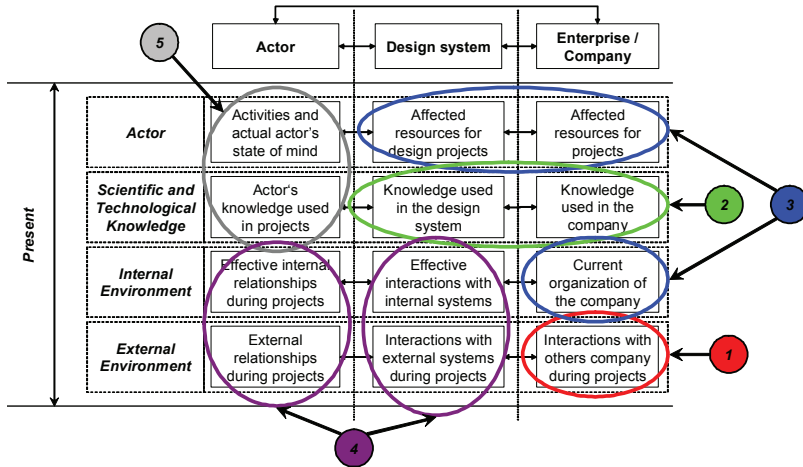 5
Actor
Design system
Enterprise /
Company
Present
Actor
Activities and
actual actor's
state of mind
Affected
resources for
design projects
Affected
resources for
projects
Scientific and
Technological
Knowledge
Actor's
knowledge used
in projects
Knowledge used
in the design
system
Knowledge
used in the
company
2
3
Internal
Environment
Effective internal
relationships
during projects
Effective
interactions with
internal systems
Current
organization of
the company
External
Environment
External
relationships
during projects
Interactions with
external systems
during projects
Interactions with
others company
during projects
1
4